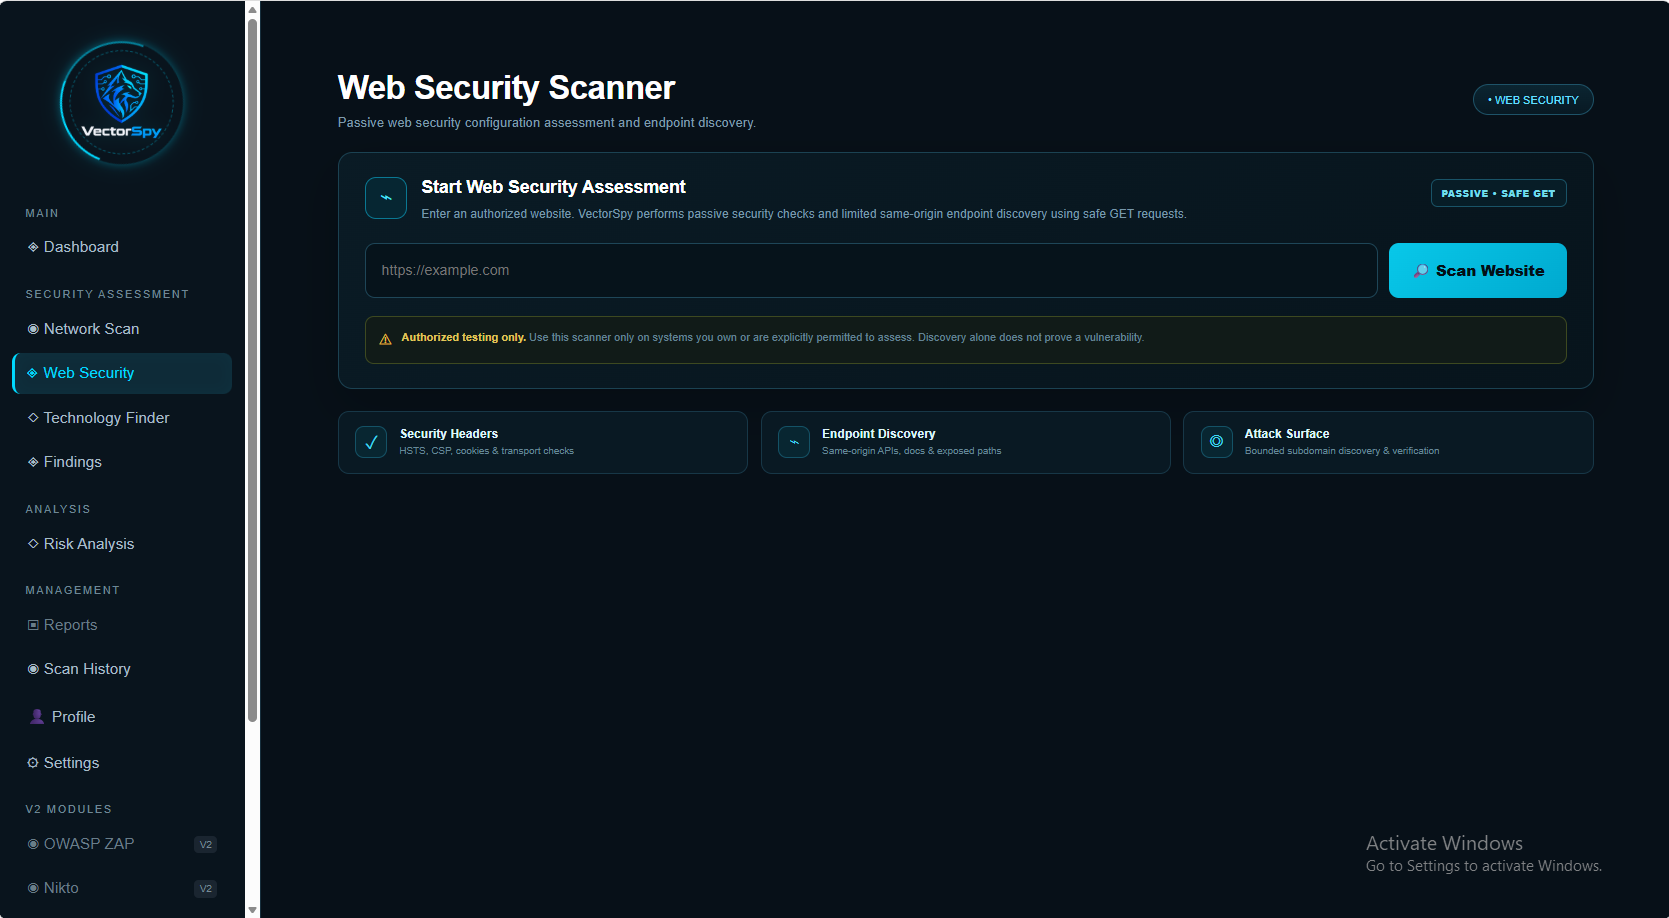 VectorSpy
MAIN
Dashboard
SECURITY ASSESSMENT
Network Scan
Web Security
Technology Finder
Findings
ANALYSIS
Risk Analysis
MANAGEMENT
Reports
Scan History
Profile
Settings
V2 MODULES
OWASP ZAP V2
Nikto V2
Web Security Scanner
Passive web security configuration assessment and endpoint discovery.
• WEB SECURITY
Start Web Security Assessment
Enter an authorized website. VectorSpy performs passive security checks and limited same-origin endpoint discovery using safe GET requests.
PASSIVE • SAFE GET
https://example.com
Scan Website
Authorized testing only. Use this scanner only on systems you own or are explicitly permitted to assess. Discovery alone does not prove a vulnerability.
Security Headers
HSTS, CSP, cookies & transport checks
Endpoint Discovery
Same-origin APIs, docs & exposed paths
Attack Surface
Bounded subdomain discovery & verification
Activate Windows
Go to Settings to activate Windows.